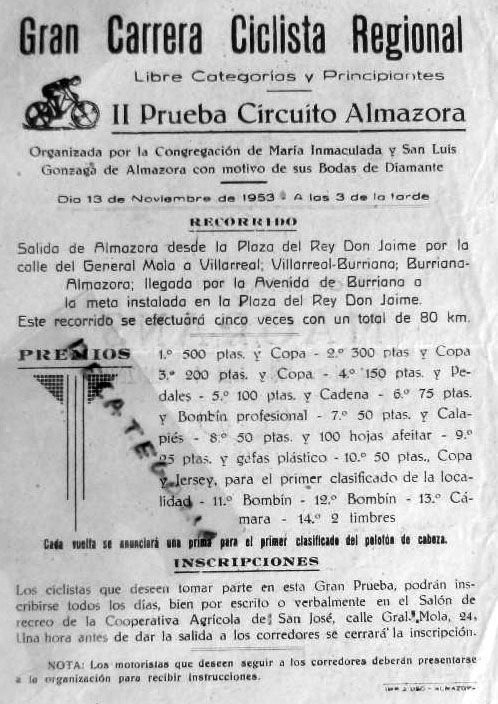 Gran Carrera Ciclista Regional
Libre Categorías y Principiantes
II Prueba Circuito Almazora
Organizada por la Congregación de María Inmaculada y San Luis
Gonzaga de Almazora con motivo de sus Bodas de Diamante
Dia 13 de Noviembre de 1953 - A las 3 de la tarde
RECORRIDO
Salida de Almazora desde la Plaza del Rey Don Jaime por la
calle del General Mola a Villarreal; Villarreal-Burriana; Burriana-
Almazora; llegada por la Avenida de Burriana a
la meta instalada en la Plaza del Rey Don Jaime.
Este recorrido se efectuará cinco veces con un total de 80 km.
PREMIOS
1.º 500 ptas. y Copa - 2.º 300 ptas y Copa
3.º 200 ptas y Copa - 4.º 150 ptas. y Pe-
dales - 5.º 100 ptas. y Cadena - 6.º 75 ptas.
y Bombín profesional - 7.º 50 ptas. y Cala-
piés - 8.º 50 ptas. y 100 hojas afeitar - 9.º
25 ptas. y gafas plástico - 10.º 50 ptas., Copa
y Jersey, para el primer clasificado de la loca-
lidad - 11.º Bombín - 12.º Bombín - 13.º Cá-
mara - 14.º 2 timbres
Cada vuelta se anunciará una prima para el primer clasificado del pelotón de cabeza.
INSCRIPCIONES
Los ciclistas que deseen tomar parte en esta Gran Prueba, podrán ins-
cribirse todos los días, bien por escrito o verbalmente en el Salón de
recreo de la Cooperativa Agrícola de San José, calle Gral. Mola, 24,
Una hora antes de dar la salida a los corredores se cerrará la inscripción.
NOTA: Los motoristas que deseen seguir a los corredores deberán presentarse
a la organización para recibir instrucciones.
ALMAZORA